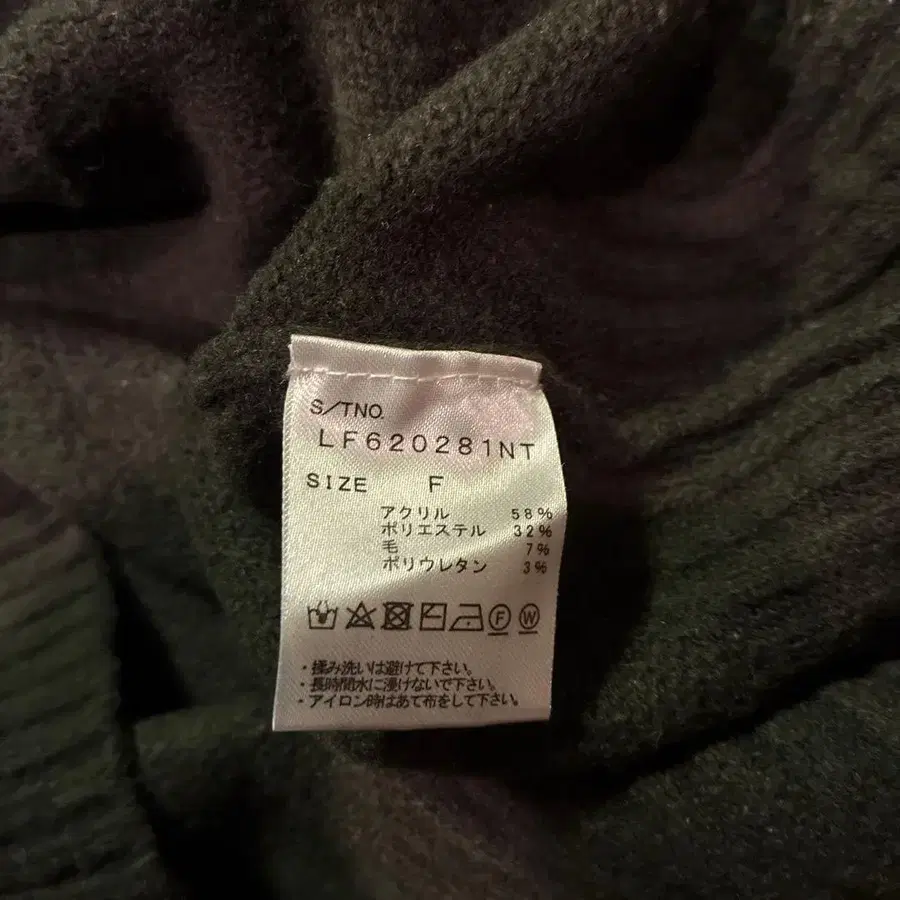 S/TNO.
LF620281NT
SIZE F
アクリル 58%
ポリエステル 32%
毛 7%
ポリウレタン 3%
F W
・揉み洗いは避けて下さい。
・長時間水に浸けないで下さい。
・アイロン時はあて布をして下さい。